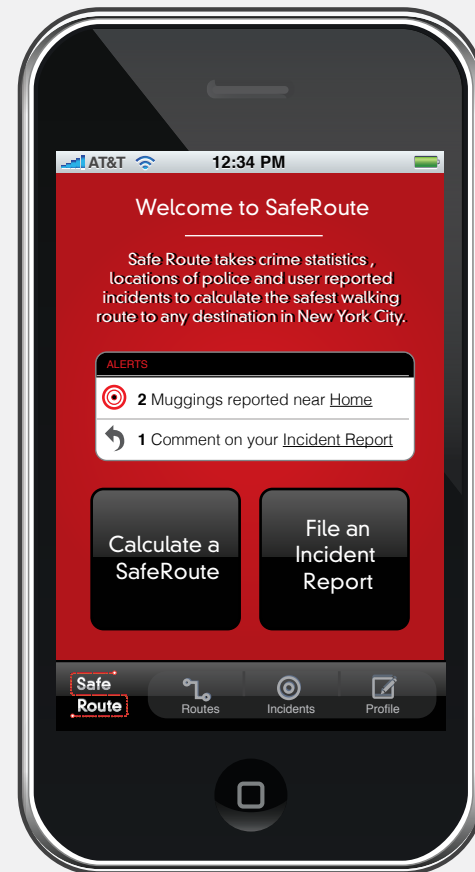 AT&T 12:34 PM
Welcome to SafeRoute
Safe Route takes crime statistics ,
locations of police and user reported
incidents to calculate the safest walking
route to any destination in New York City.
ALERTS
2 Muggings reported near Home
1 Comment on your Incident Report
Calculate a
SafeRoute
File an
Incident
Report
Safe
Route
Routes
Incidents
Profile